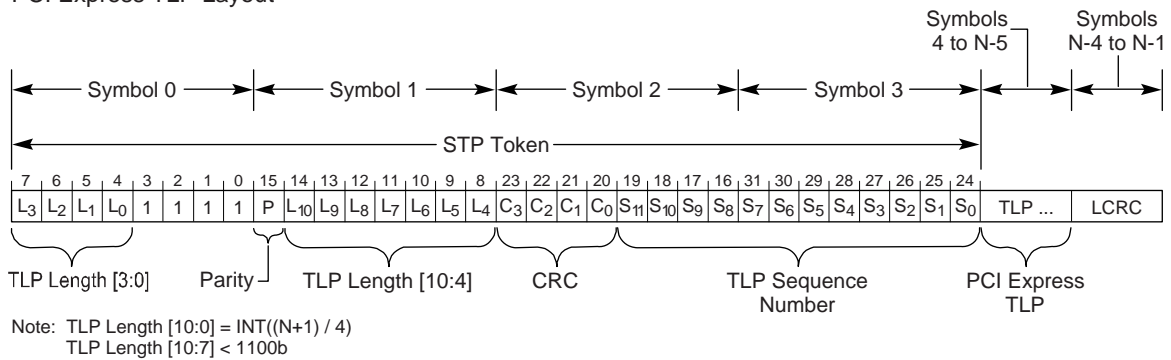 PCI Express TLP Layout
Symbols
4 to N-5
Symbols
N-4 to N-1
Symbol 0 Symbol 1 Symbol 2 Symbol 3
STP Token
7 6 5 4 3 2 1 0 15 14 13 12 11 10 9 8 23 22 21 20 19 18 17 16 31 30 29 28 27 26 25 24
L3 L2 L1 L0 1 1 1 1 P L10 L9 L8 L7 L6 L5 L4 C3 C2 C1 C0 S11 S10 S9 S8 S7 S6 S5 S4 S3 S2 S1 S0 TLP ... LCRC
TLP Length [3:0] Parity TLP Length [10:4] CRC TLP Sequence
Number
PCI Express
TLP
Note: TLP Length [10:0] = INT((N+1) / 4)
TLP Length [10:7] < 1100b